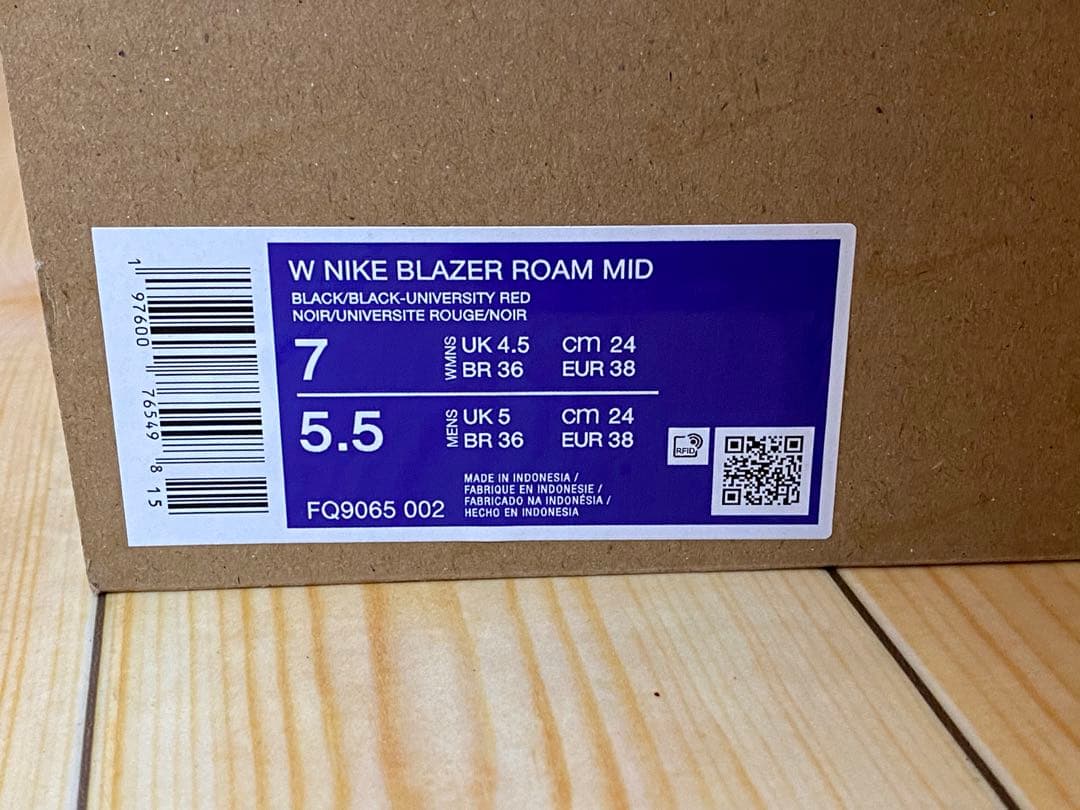 1 97600 76549 8 15
W NIKE BLAZER ROAM MID
BLACK/BLACK-UNIVERSITY RED
NOIR/UNIVERSITE ROUGE/NOIR
7 WMNS UK 4.5 cm 24
BR 36 EUR 38
5.5 MENS UK 5 cm 24
BR 36 EUR 38
RFID
MADE IN INDONESIA /
FABRIQUE EN INDONESIE /
FABRICADO NA INDONÉSIA /
HECHO EN INDONESIA
FQ9065 002